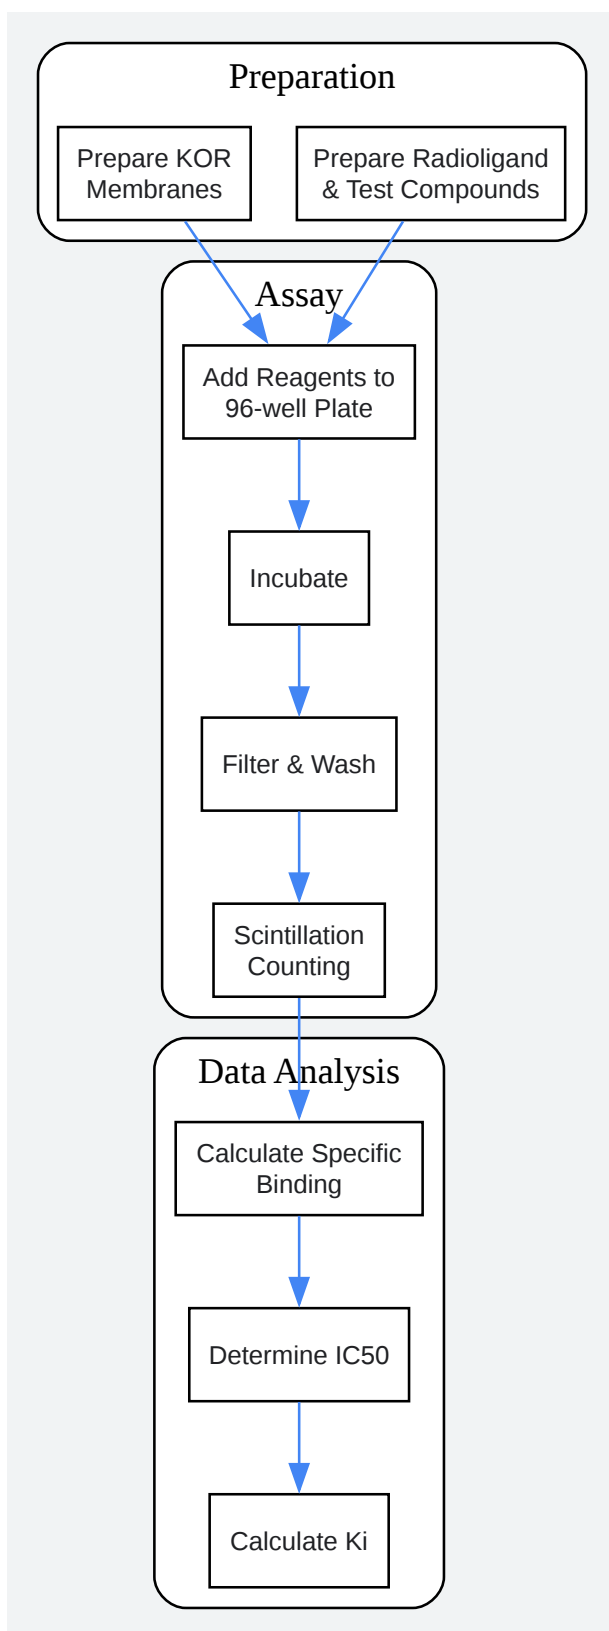 Preparation
Prepare KOR
Membranes
Prepare Radioligand
& Test Compounds
Assay
Add Reagents to
96-well Plate
Incubate
Filter & Wash
Scintillation
Counting
Data Analysis
Calculate Specific
Binding
Determine IC50
Calculate Ki